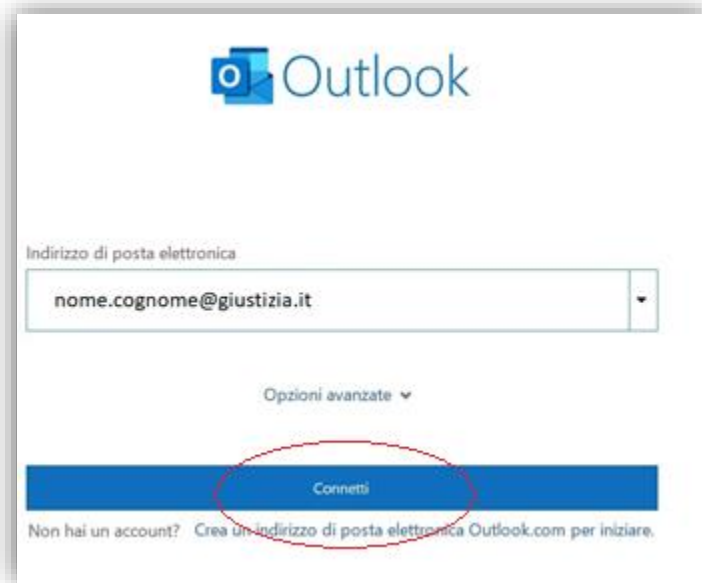 Outlook
Indirizzo di posta elettronica
nome.cognome@giustizia.it
Opzioni avanzate
Connetti
Non hai un account? Crea un indirizzo di posta elettronica Outlook.com per iniziare.